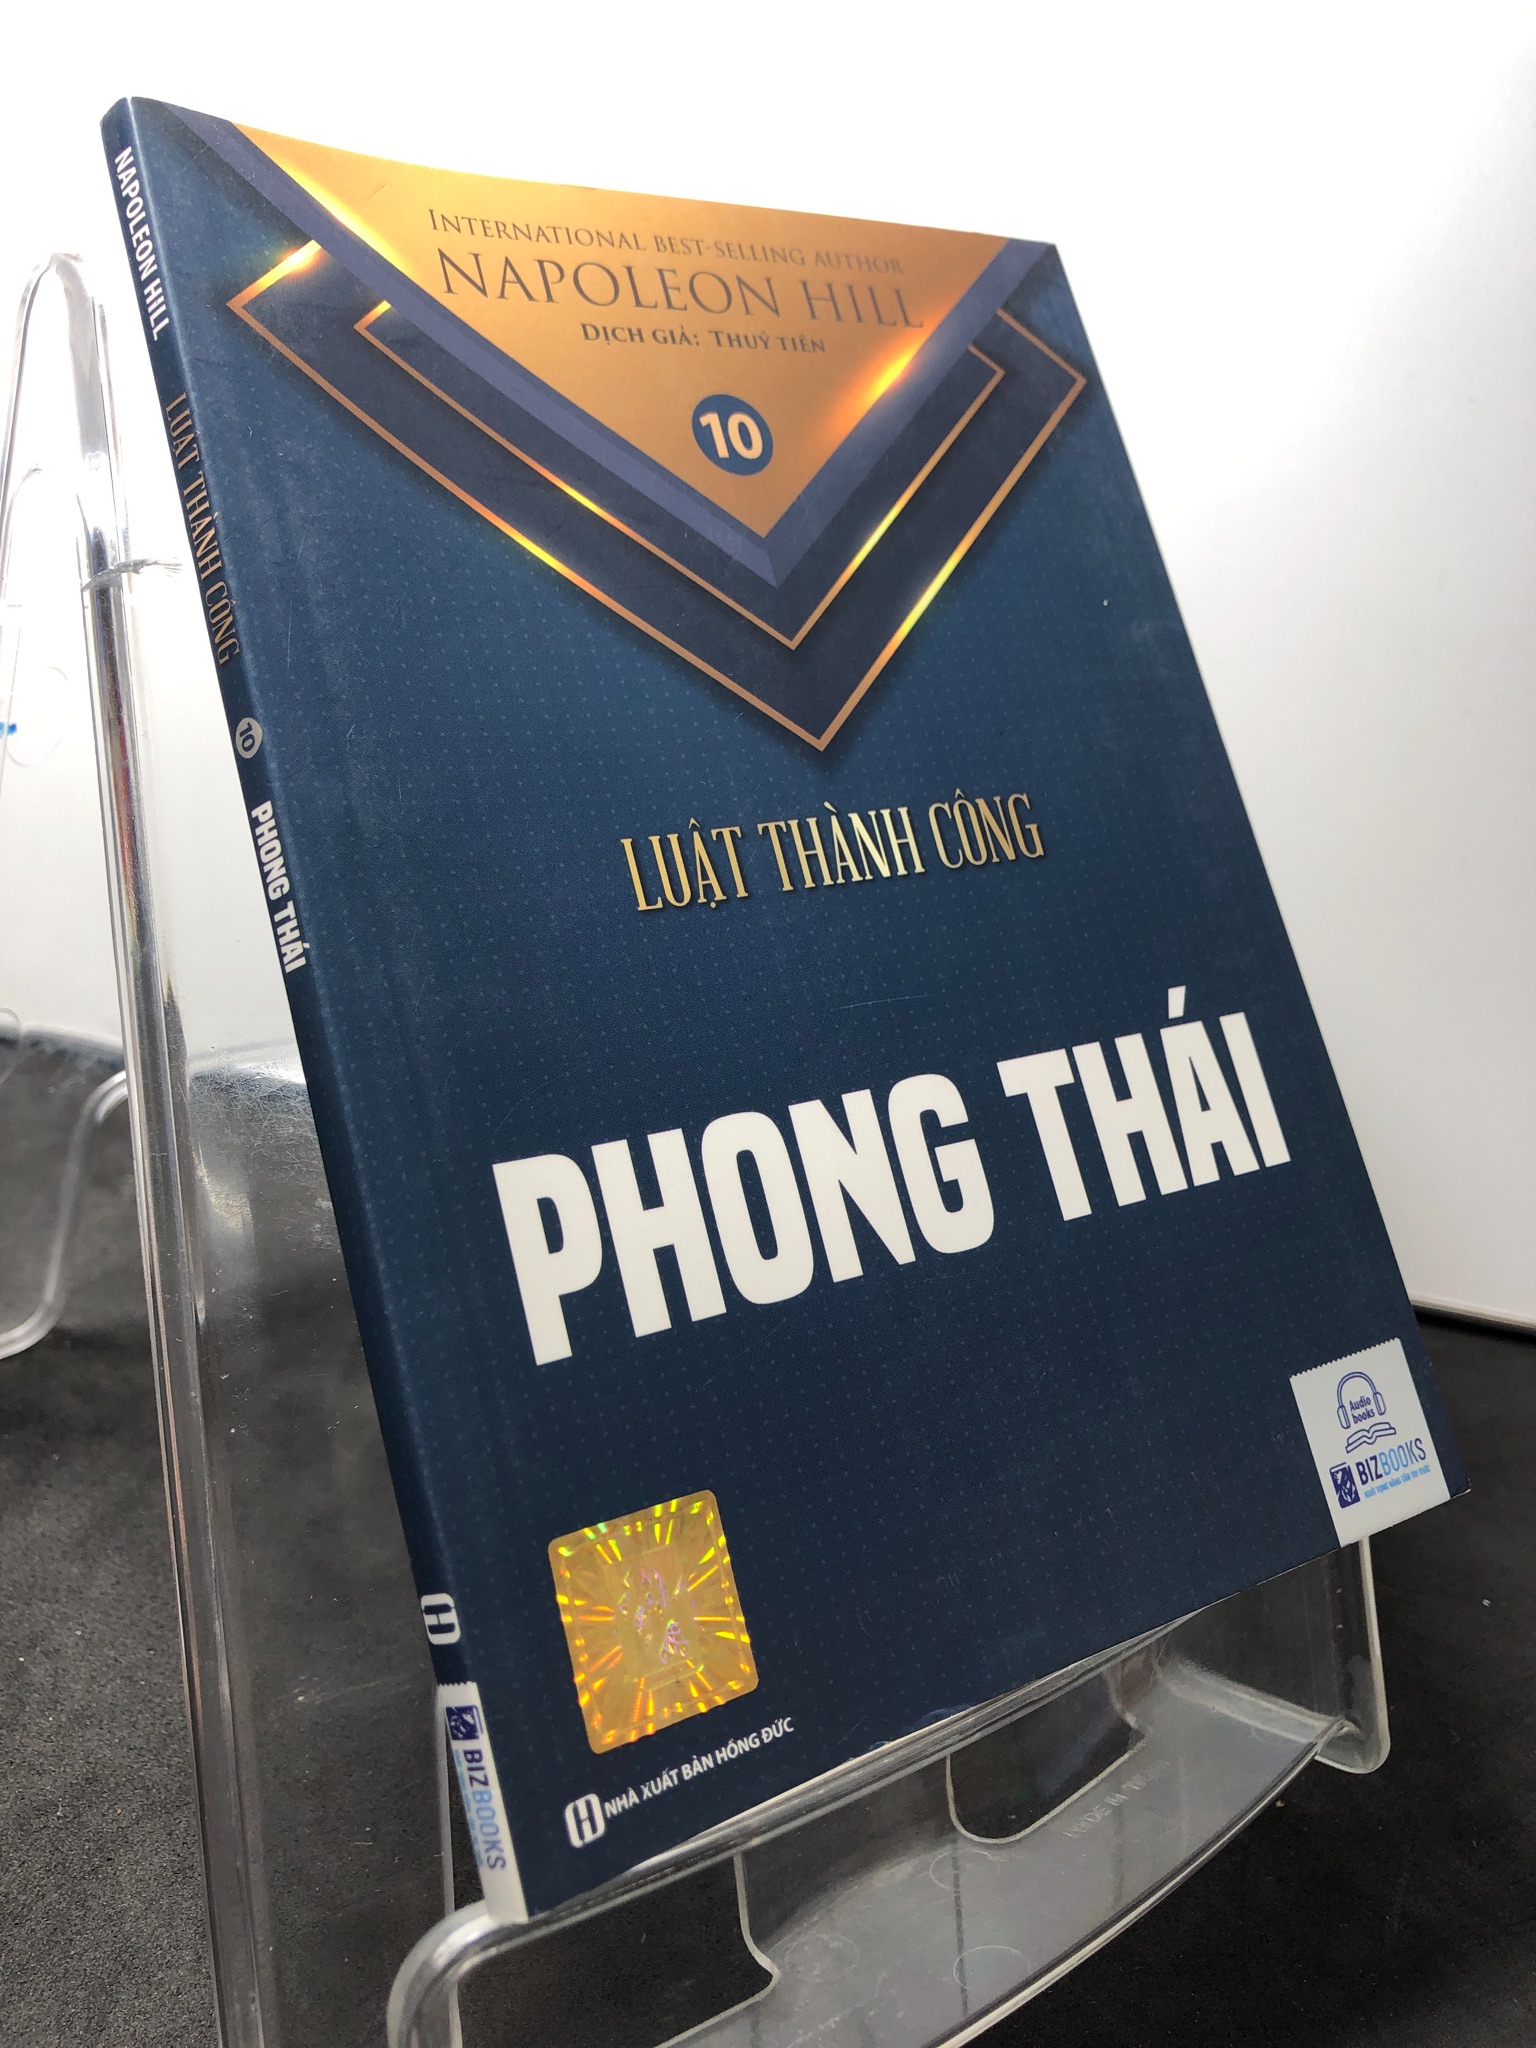 INTERNATIONAL BEST-SELLING AUTHOR
NAPOLEON HILL
DỊCH GIẢ: THUỶ TIÊN
10
LUẬT THÀNH CÔNG
PHONG THÁI
Audio
books
BIZBOOKS
NHÀ XUẤT BẢN HỒNG ĐỨC
NAPOLEON HILL LUẬT THÀNH CÔNG 10 PHONG THÁI
BIZBOOKS